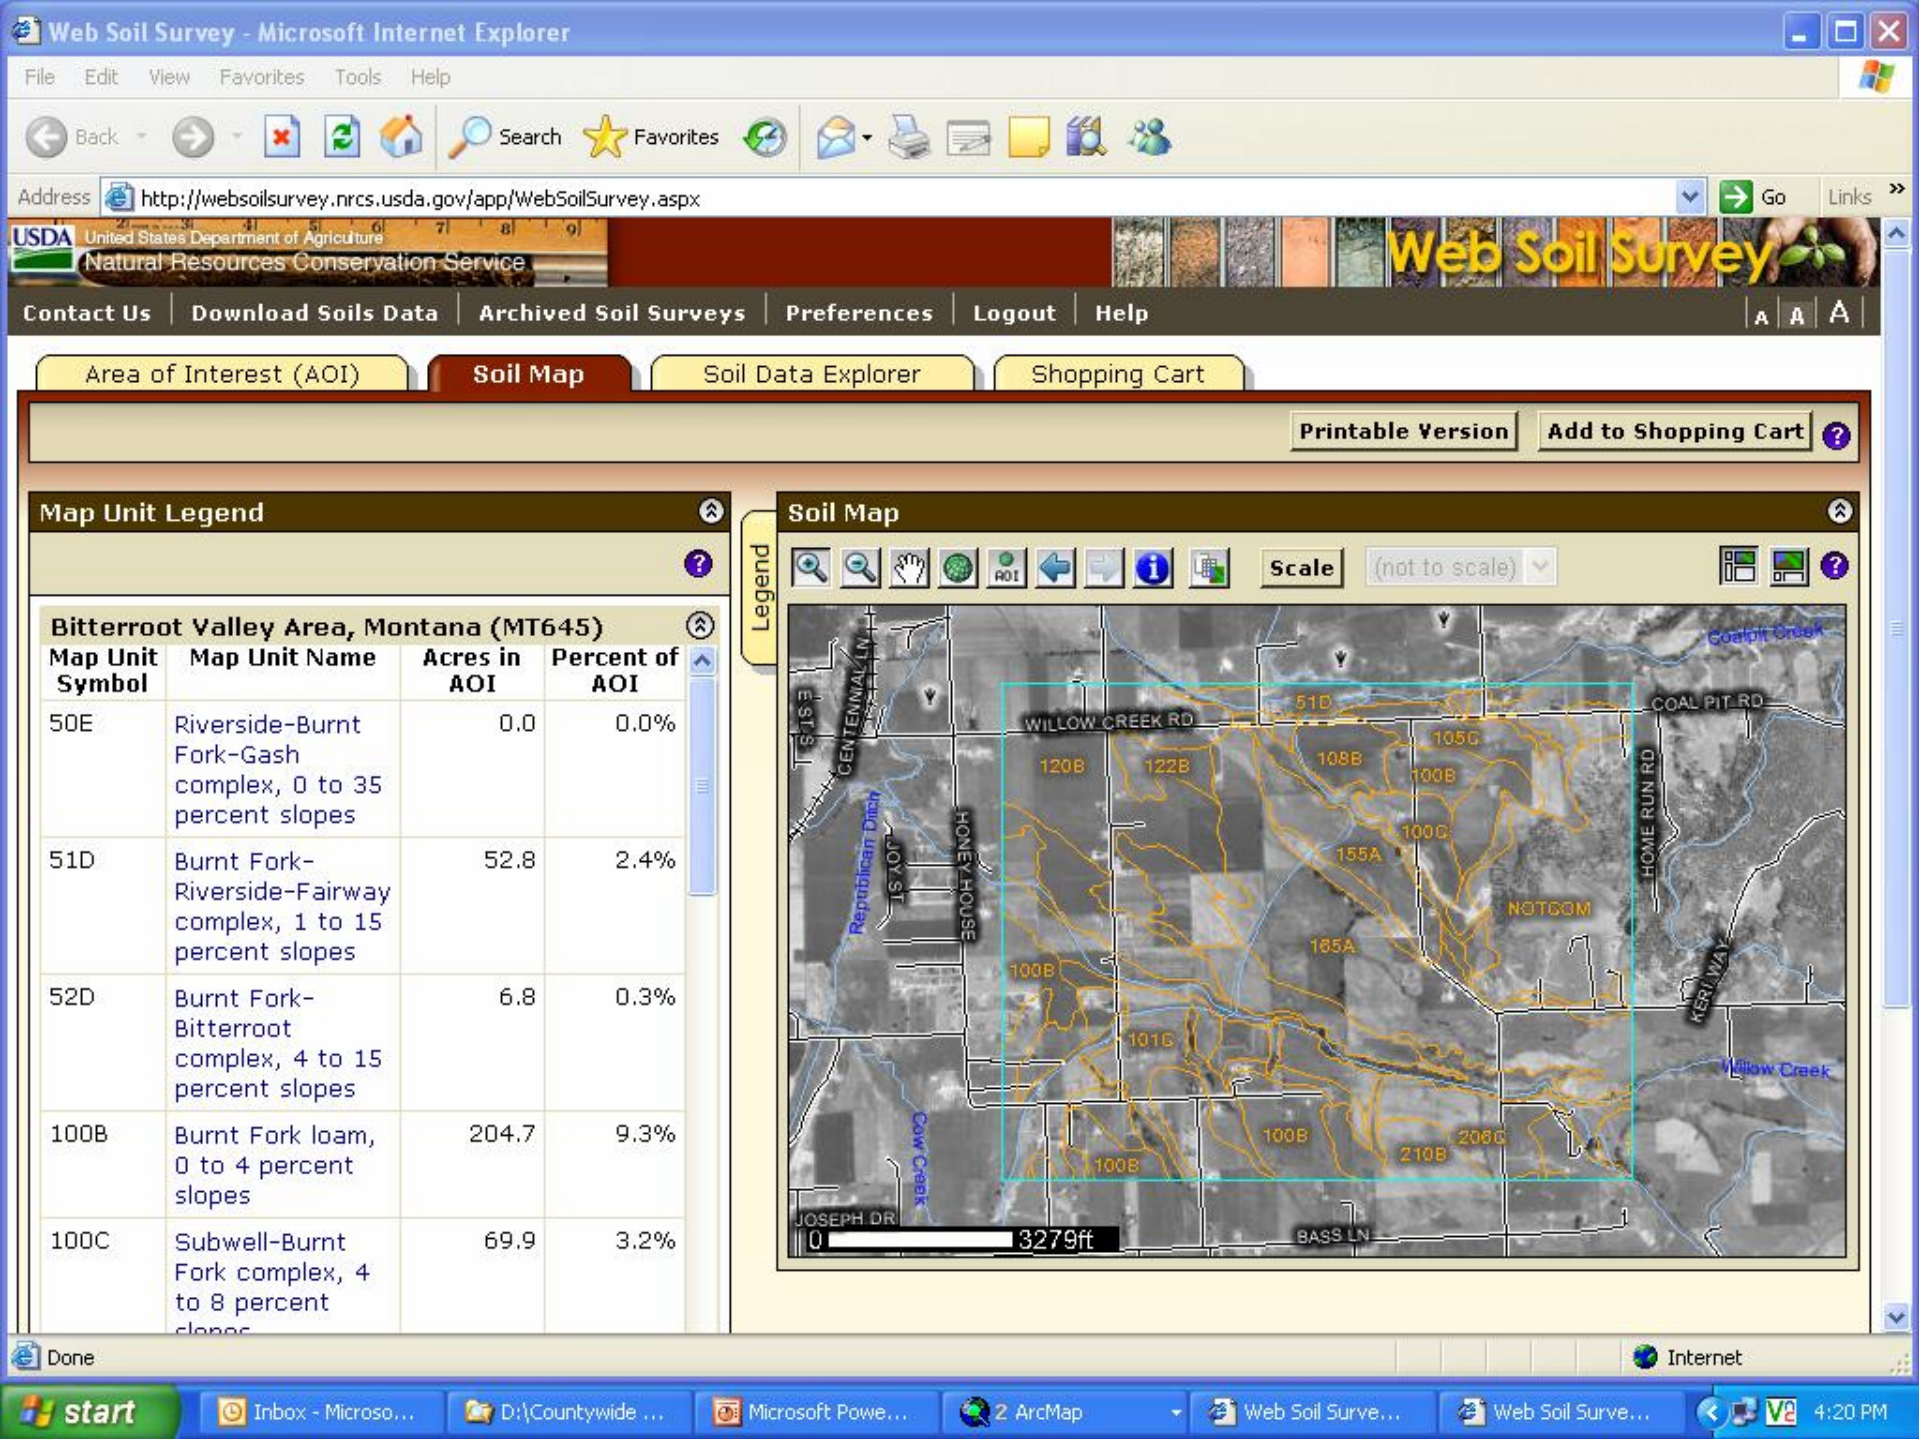 Web Soil Survey - Microsoft Internet Explorer
File Edit View Favorites Tools Help
Back Search Favorites
Address http://websoilsurvey.nrcs.usda.gov/app/WebSoilSurvey.aspx Go Links »
USDA United States Department of Agriculture
Natural Resources Conservation Service
Web Soil Survey
Contact Us | Download Soils Data | Archived Soil Surveys | Preferences | Logout | Help | A | A | A |
Area of Interest (AOI) Soil Map Soil Data Explorer Shopping Cart
Printable Version Add to Shopping Cart ?
Map Unit Legend
?
Bitterroot Valley Area, Montana (MT645)
Map Unit Symbol Map Unit Name Acres in AOI Percent of AOI
50E Riverside-Burnt 0.0 0.0%
Fork-Gash
complex, 0 to 35
percent slopes
51D Burnt Fork- 52.8 2.4%
Riverside-Fairway
complex, 1 to 15
percent slopes
52D Burnt Fork- 6.8 0.3%
Bitterroot
complex, 4 to 15
percent slopes
100B Burnt Fork loam, 204.7 9.3%
0 to 4 percent
slopes
100C Subwell-Burnt 69.9 3.2%
Fork complex, 4
to 8 percent
slopes
Legend
Soil Map
AOI Scale (not to scale) ?
Coalpit Creek
E ST S
CENTENNIAL LN
WILLOW CREEK RD
51D
COAL PIT RD
105C
120B
122B
108B
100B
HOME RUN RD
Republican Ditch
JOY ST
HONEYHOUSE
100C
155A
NOTCOM
165A
100B
KERI WAY
101C
Willow Creek
Cow Creek
100B
206C
210B
100B
JOSEPH DR
0 3279ft
BASS LN
Done Internet
start Inbox - Microso... D:\Countywide ... Microsoft Powe... 2 ArcMap Web Soil Surve... Web Soil Surve... 4:20 PM